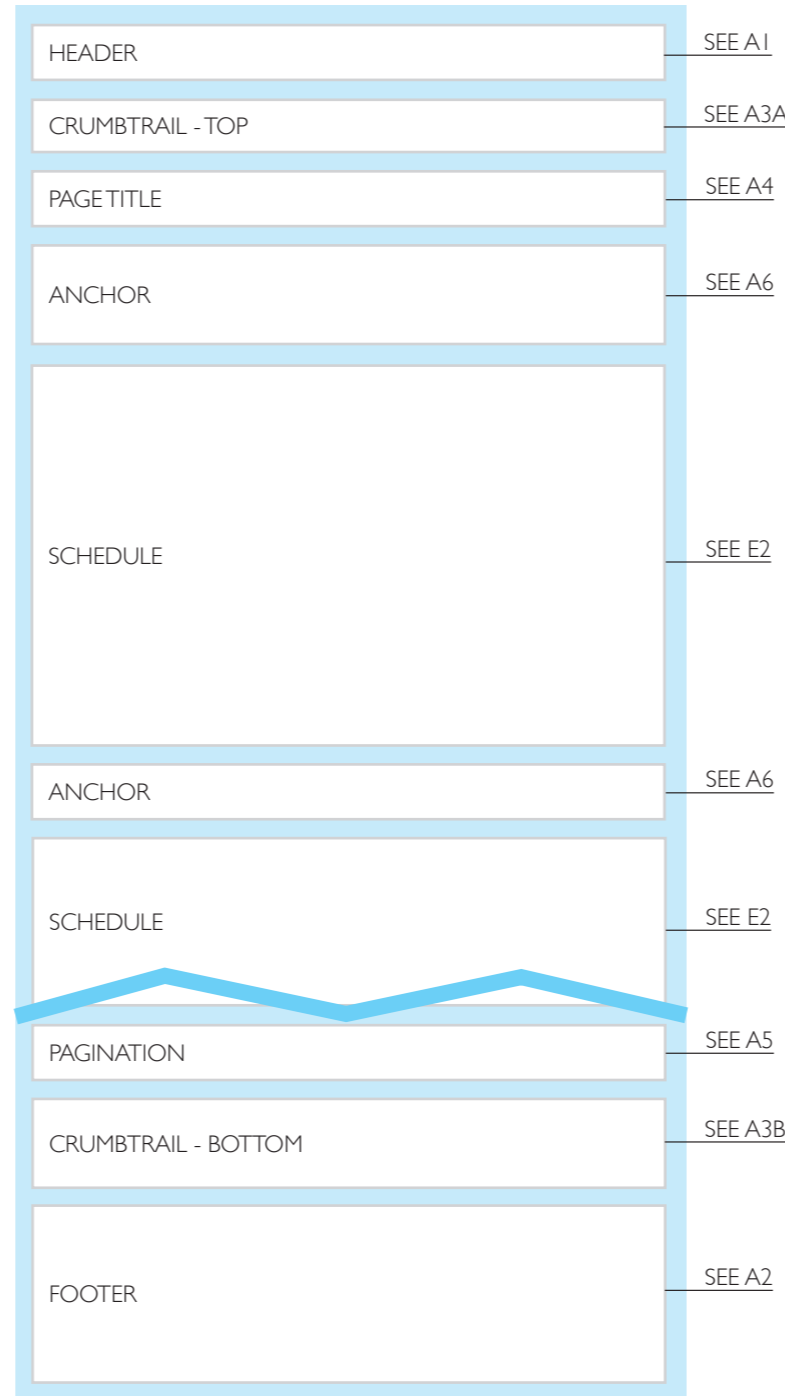 HEADER SEE A1
CRUMBTRAIL - TOP SEE A3A
PAGE TITLE SEE A4
ANCHOR SEE A6
SCHEDULE SEE E2
ANCHOR SEE A6
SCHEDULE SEE E2
PAGINATION SEE A5
CRUMBTRAIL - BOTTOM SEE A3B
FOOTER SEE A2